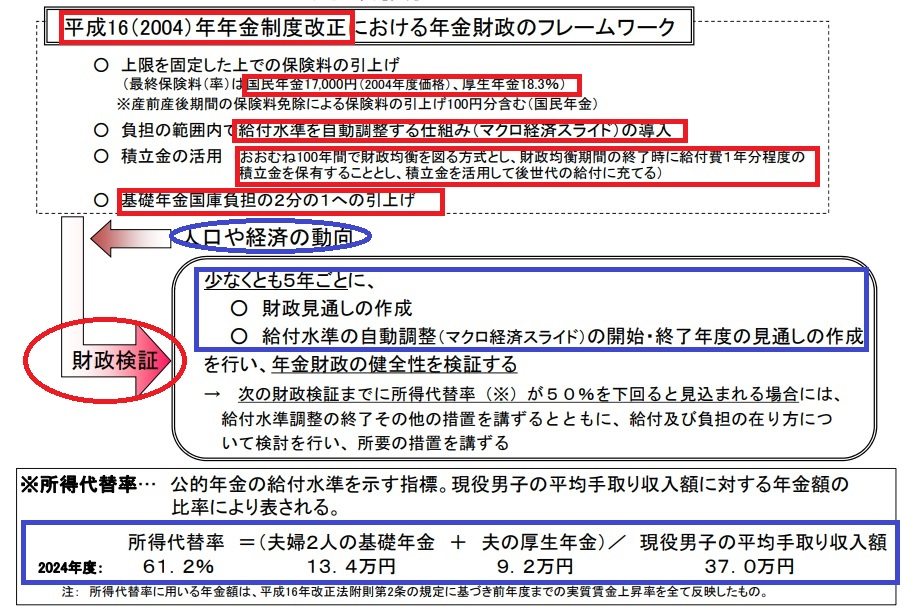 平成16(2004)年年金制度改正における年金財政のフレームワーク
○ 上限を固定した上での保険料の引上げ
(最終保険料(率)は国民年金17,000円(2004年度価格)、厚生年金18.3%)
※産前産後期間の保険料免除による保険料の引上げ100円分含む(国民年金)
○ 負担の範囲内で給付水準を自動調整する仕組み(マクロ経済スライド)の導入
○ 積立金の活用 おおむね100年間で財政均衡を図る方式とし、財政均衡期間の終了時に給付費1年分程度の
積立金を保有することとし、積立金を活用して後世代の給付に充てる)
○ 基礎年金国庫負担の2分の1への引上げ
人口や経済の動向
財政検証
少なくとも5年ごとに、
○ 財政見通しの作成
○ 給付水準の自動調整(マクロ経済スライド)の開始・終了年度の見通しの作成
を行い、年金財政の健全性を検証する
→ 次の財政検証までに所得代替率(※)が50%を下回ると見込まれる場合には、
給付水準調整の終了その他の措置を講ずるとともに、給付及び負担の在り方につ
いて検討を行い、所要の措置を講ずる
※所得代替率… 公的年金の給付水準を示す指標。現役男子の平均手取り収入額に対する年金額の
比率により表される。
所得代替率 =(夫婦2人の基礎年金 + 夫の厚生年金)/ 現役男子の平均手取り収入額
2024年度: 61.2% 13.4万円 9.2万円 37.0万円
注: 所得代替率に用いる年金額は、平成16年改正法附則第2条の規定に基づき前年度までの実質賃金上昇率を全て反映したもの。